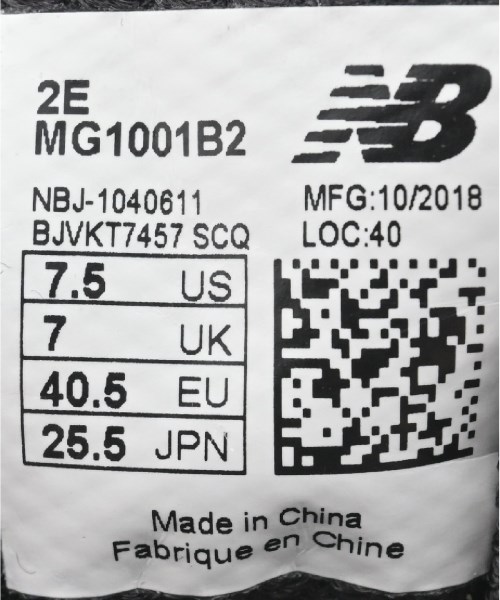 2E
MG1001B2
NB
NBJ-1040611
BJVKT7457 SCQ
MFG:10/2018
LOC:40
7.5 US
7 UK
40.5 EU
25.5 JPN
Made in China
Fabrique en Chine